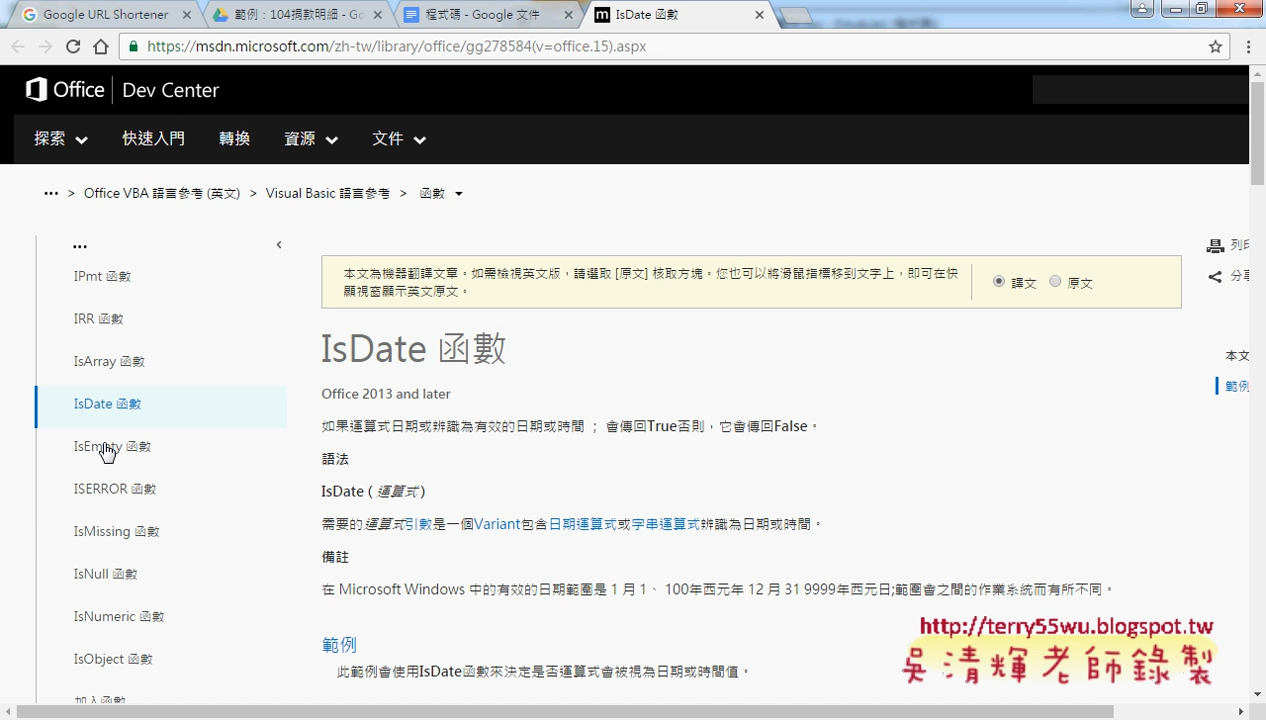 Google URL Shortener
範例：104捐款明細 - Go
程式碼 - Google 文件
IsDate 函數
https://msdn.microsoft.com/zh-tw/library/office/gg278584(v=office.15).aspx
Office Dev Center
探索 快速入門 轉換 資源 文件
... > Office VBA 語言參考 (英文) > Visual Basic 語言參考 > 函數
...
IPmt 函數
IRR 函數
IsArray 函數
IsDate 函數
IsEmpty 函數
ISERROR 函數
IsMissing 函數
IsNull 函數
IsNumeric 函數
IsObject 函數
加入函數
本文為機器翻譯文章。如需檢視英文版，請選取 [原文] 核取方塊。您也可以將滑鼠指標移到文字上，即可在快
顯視窗顯示英文原文。
譯文 原文
IsDate 函數
Office 2013 and later
如果運算式日期或辨識為有效的日期或時間 ； 會傳回True否則，它會傳回False。
語法
IsDate ( 運算式)
需要的運算式引數是一個Variant包含日期運算式或字串運算式辨識為日期或時間。
備註
在 Microsoft Windows 中的有效的日期範圍是 1 月 1、 100年西元年 12 月 31 9999年西元日;範圍會之間的作業系統而有所不同。
範例
此範例會使用IsDate函數來決定是否運算式會被視為日期或時間值。
列印
分享
本文
範例
http://terry55wu.blogspot.tw
吳清輝老師錄製